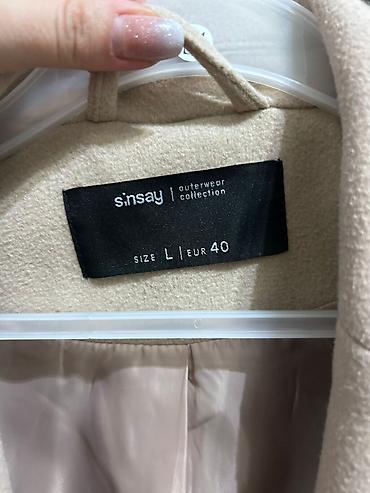 sinsay | outerwear
collection
SIZE L | EUR 40